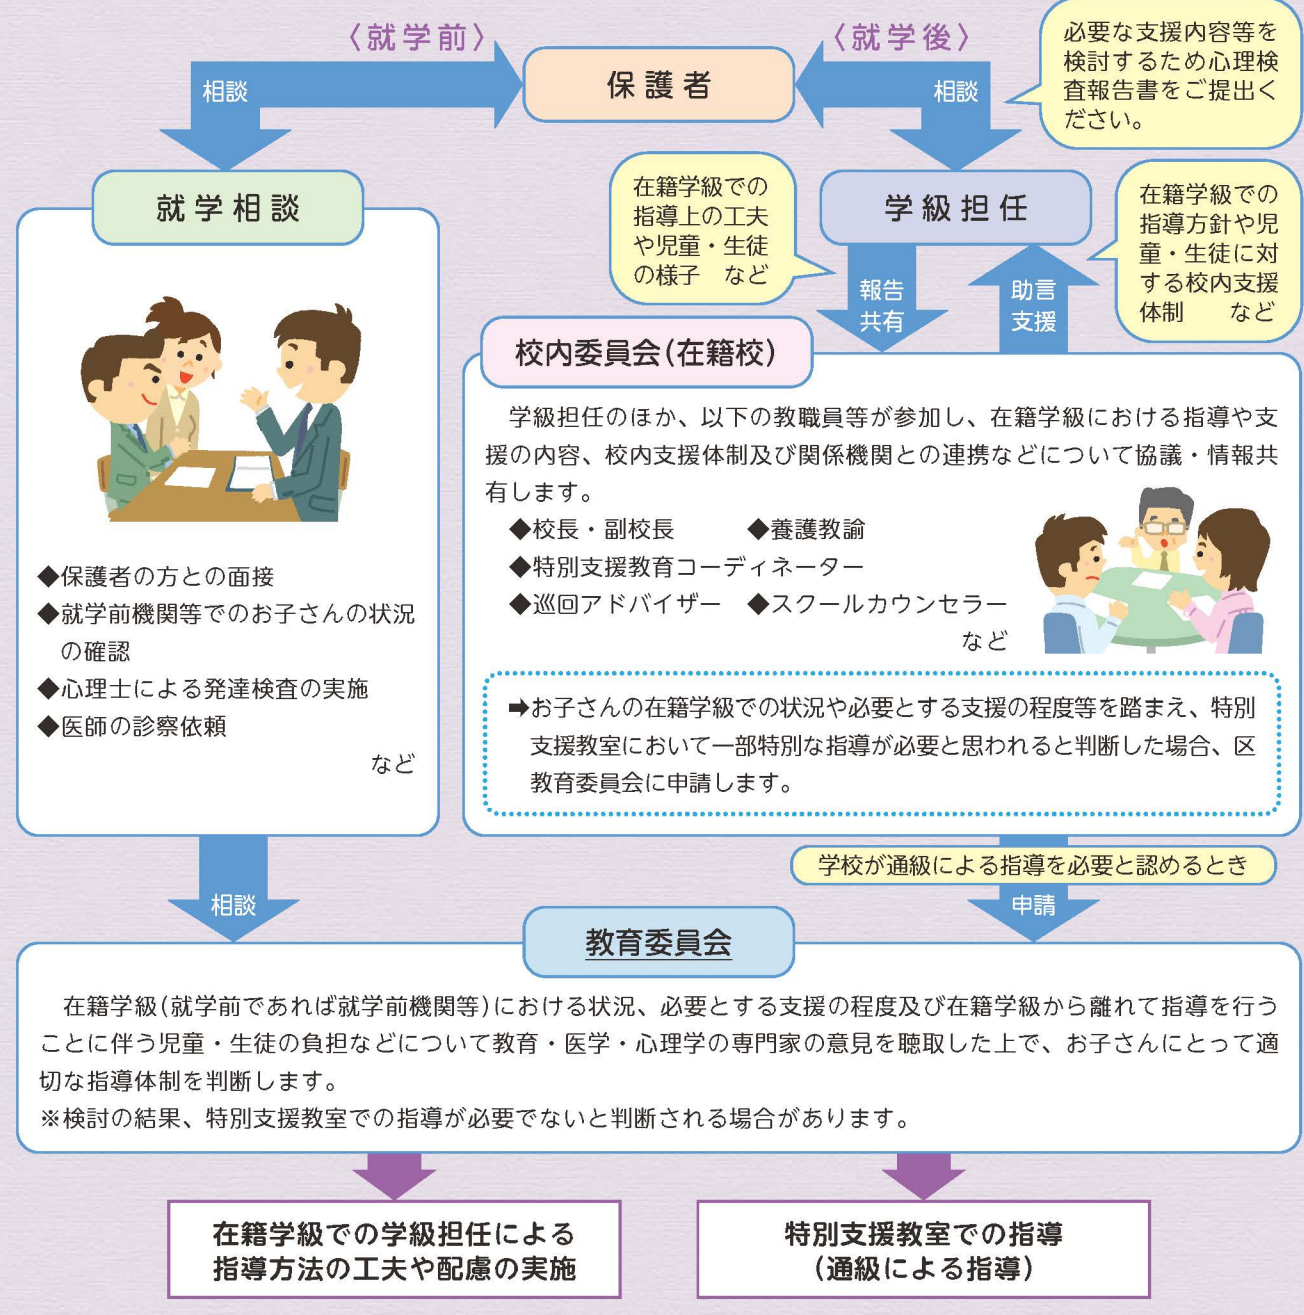 〈就学前〉
〈就学後〉
保護者
相談
相談
必要な支援内容等を
検討するため心理検
査報告書をご提出く
ださい。
就学相談
◆保護者の方との面接
◆就学前機関等でのお子さんの状況
の確認
◆心理士による発達検査の実施
◆医師の診察依頼
など
学級担任
在籍学級での
指導上の工夫
や児童・生徒
の様子　など
報告
共有
助言
支援
在籍学級での
指導方針や児
童・生徒に対
する校内支援
体制　　など
校内委員会(在籍校)
学級担任のほか、以下の教職員等が参加し、在籍学級における指導や支
援の内容、校内支援体制及び関係機関との連携などについて協議・情報共
有します。
◆校長・副校長　　　◆養護教諭
◆特別支援教育コーディネーター
◆巡回アドバイザー　◆スクールカウンセラー
など
➡お子さんの在籍学級での状況や必要とする支援の程度等を踏まえ、特別
支援教室において一部特別な指導が必要と思われると判断した場合、区
教育委員会に申請します。
相談
学校が通級による指導を必要と認めるとき
申請
教育委員会
在籍学級(就学前であれば就学前機関等)における状況、必要とする支援の程度及び在籍学級から離れて指導を行う
ことに伴う児童・生徒の負担などについて教育・医学・心理学の専門家の意見を聴取した上で、お子さんにとって適
切な指導体制を判断します。
※検討の結果、特別支援教室での指導が必要でないと判断される場合があります。
在籍学級での学級担任による
指導方法の工夫や配慮の実施
特別支援教室での指導
（通級による指導）